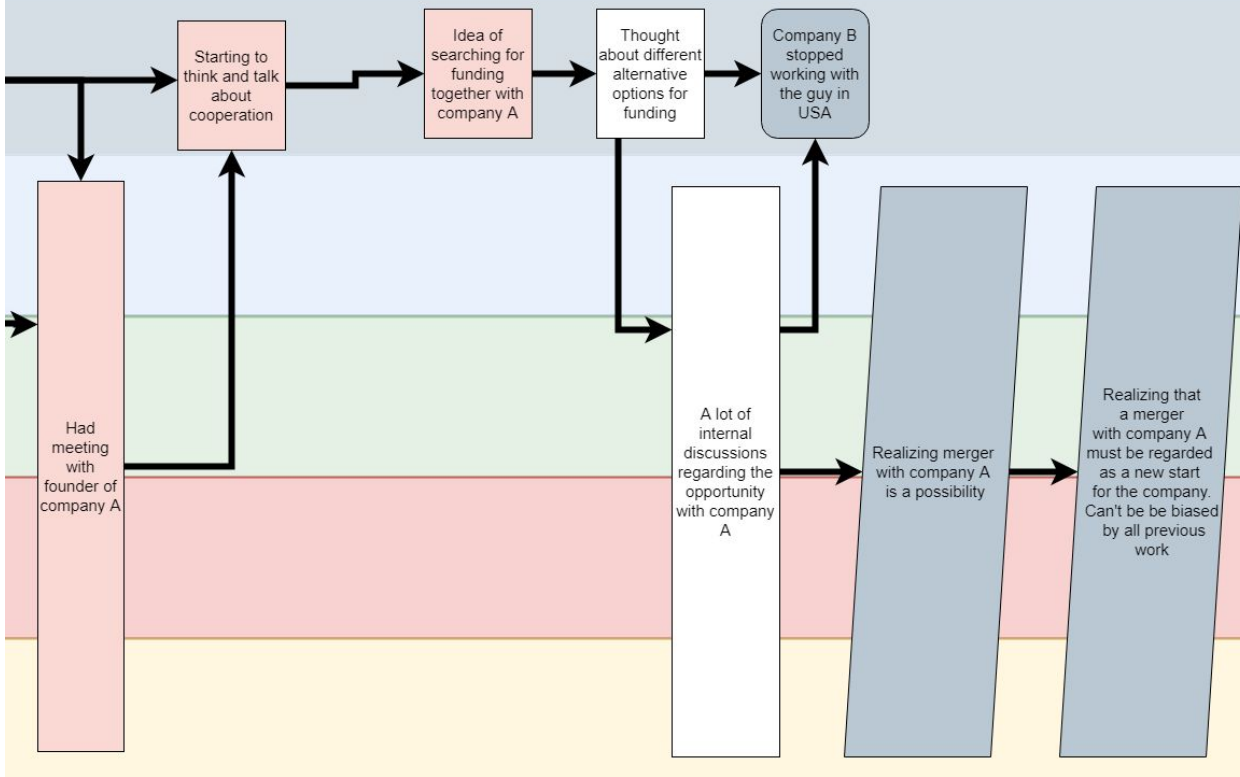 Starting to
think and talk
about
cooperation
Idea of
searching for
funding
together with
company A
Thought
about different
alternative
options for
funding
Company B
stopped
working with
the guy in
USA
Had
meeting
with
founder of
company A
A lot of
internal
discussions
regarding the
opportunity
with company
A
Realizing merger
with company A
is a possibility
Realizing that
a merger
with company A
must be regarded
as a new start
for the company.
Can't be be biased
by all previous
work